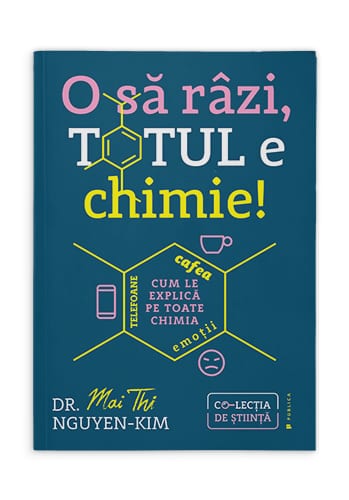 O să râzi,
TOTUL e
chimie!
cafea
TELEFOANE
CUM LE
EXPLICĂ
PE TOATE
CHIMIA
emoții
DR. Mai Thi
NGUYEN-KIM
CO-LECȚIA
DE ȘTIINȚĂ
PUBLICA